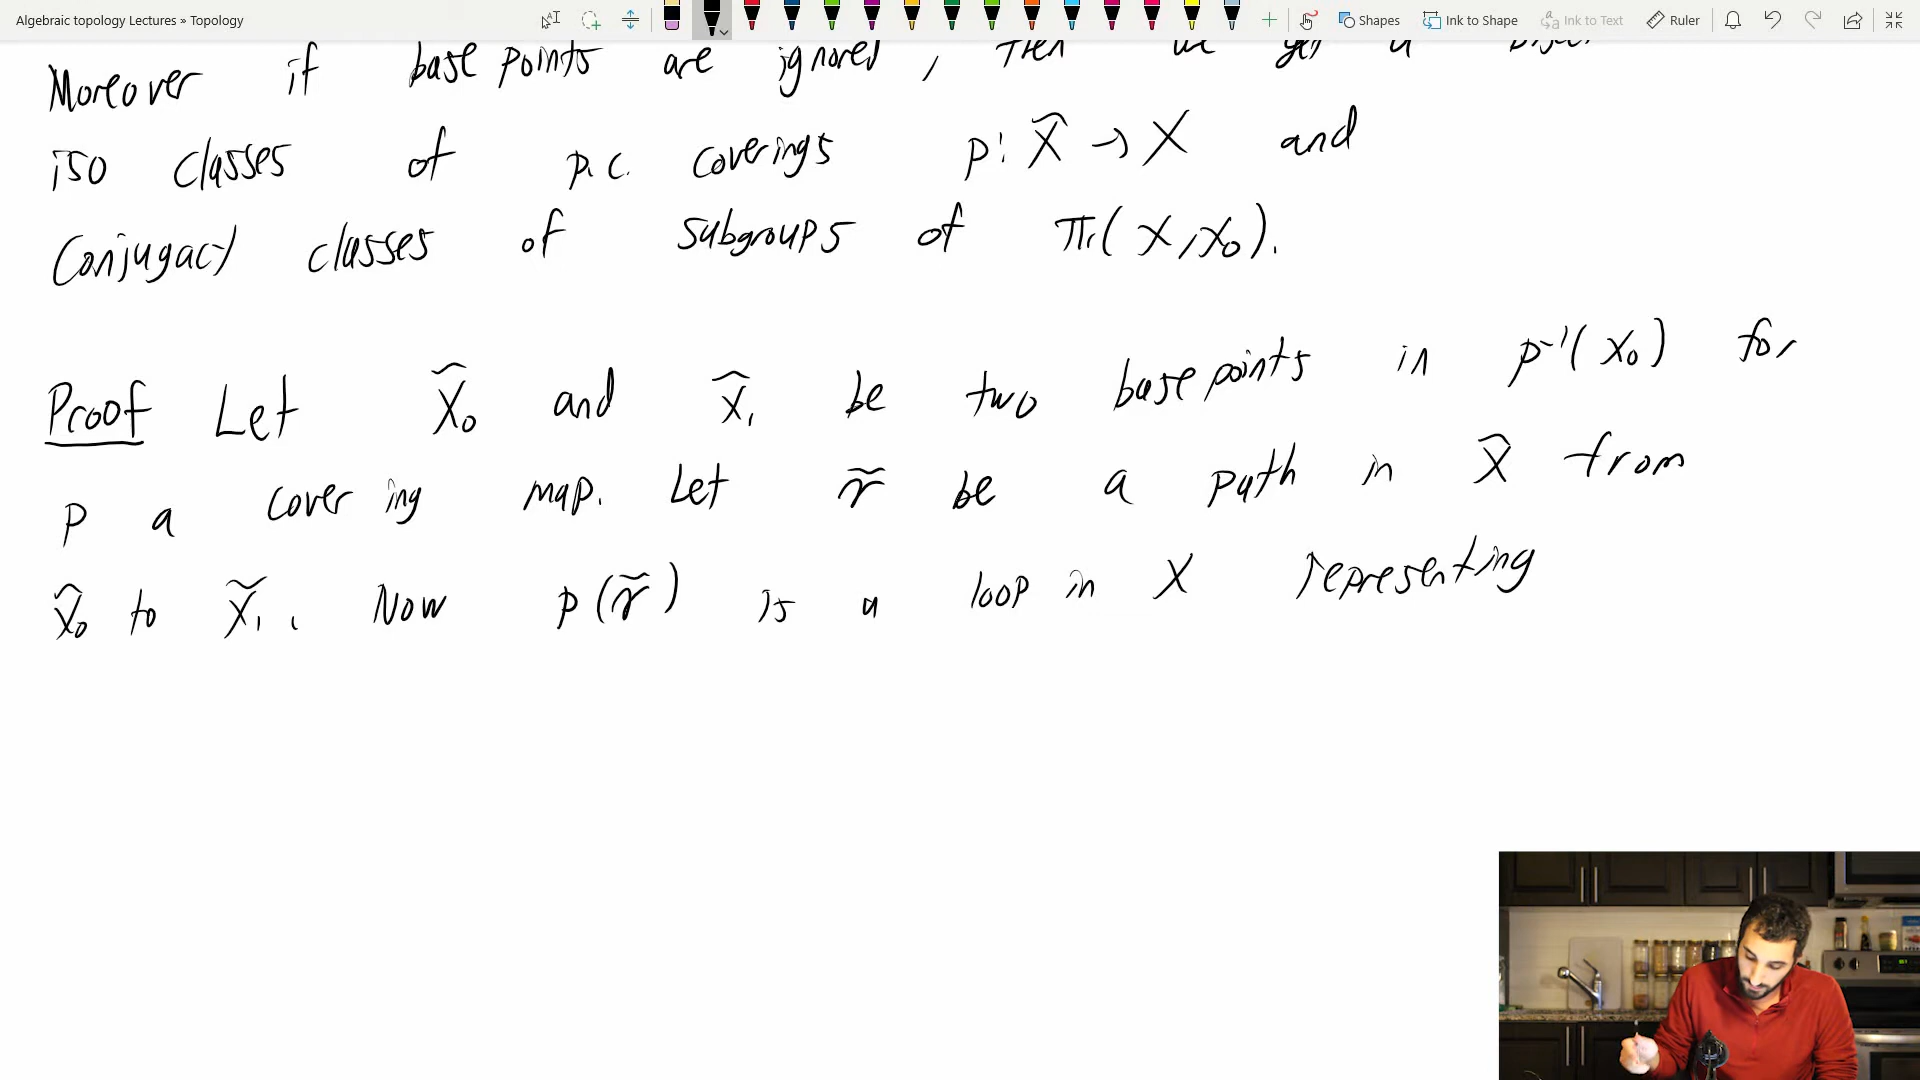 Algebraic topology Lectures » Topology
Shapes Ink to Shape Ink to Text Ruler
Moreover if base points are ignored, then we get a
iso classes of p.c. coverings p: X̃ → X and
Conjugacy classes of subgroups of π₁(X, x₀).
Proof Let x̃₀ and x̃₁ be two base points in p⁻¹(x₀) for
p a covering map. Let γ̃ be a path in X̃ from
x̃₀ to x̃₁. Now p(γ̃) is a loop in X representing